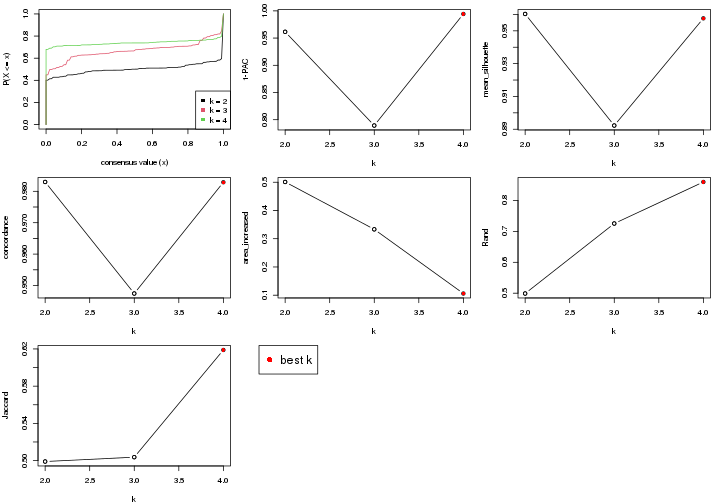 1.0
0.8
0.6
0.4
0.2
0.0
P(X <= x)
k = 2
k = 3
k = 4
0.0 0.2 0.4 0.6 0.8 1.0
consensus value (x)
1.00
0.95
0.90
0.85
0.80
1-PAC
2.0 2.5 3.0 3.5 4.0
k
0.95
0.93
0.91
0.89
mean_silhouette
2.0 2.5 3.0 3.5 4.0
k
0.980
0.970
0.960
0.950
concordance
2.0 2.5 3.0 3.5 4.0
k
0.5
0.4
0.3
0.2
0.1
area_increased
2.0 2.5 3.0 3.5 4.0
k
0.8
0.7
0.6
0.5
Rand
2.0 2.5 3.0 3.5 4.0
k
0.62
0.58
0.54
0.50
Jaccard
2.0 2.5 3.0 3.5 4.0
k
best k